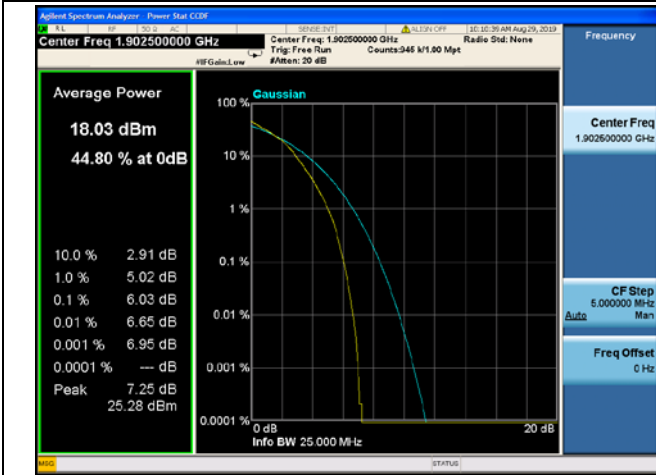 Agilent Spectrum Analyzer - Power Stat CCDF
RL RF 50 Ω AC SENSE:INT ALIGN OFF 10:10:39 AM Aug 29, 2019
Center Freq 1.902500000 GHz
Center Freq: 1.902500000 GHz Radio Std: None
Trig: Free Run Counts:945 k/1.00 Mpt
#IFGain:Low #Atten: 20 dB
Frequency
Average Power
18.03 dBm
44.80 % at 0dB
10.0 % 2.91 dB
1.0 % 5.02 dB
0.1 % 6.03 dB
0.01 % 6.65 dB
0.001 % 6.95 dB
0.0001 % --- dB
Peak 7.25 dB
25.28 dBm
Gaussian
100 %
10 %
1 %
0.1 %
0.01 %
0.001 %
0.0001 %
0 dB 20 dB
Info BW 25.000 MHz
Center Freq
1.902500000 GHz
CF Step
5.000000 MHz
Auto Man
Freq Offset
0 Hz
MSG STATUS